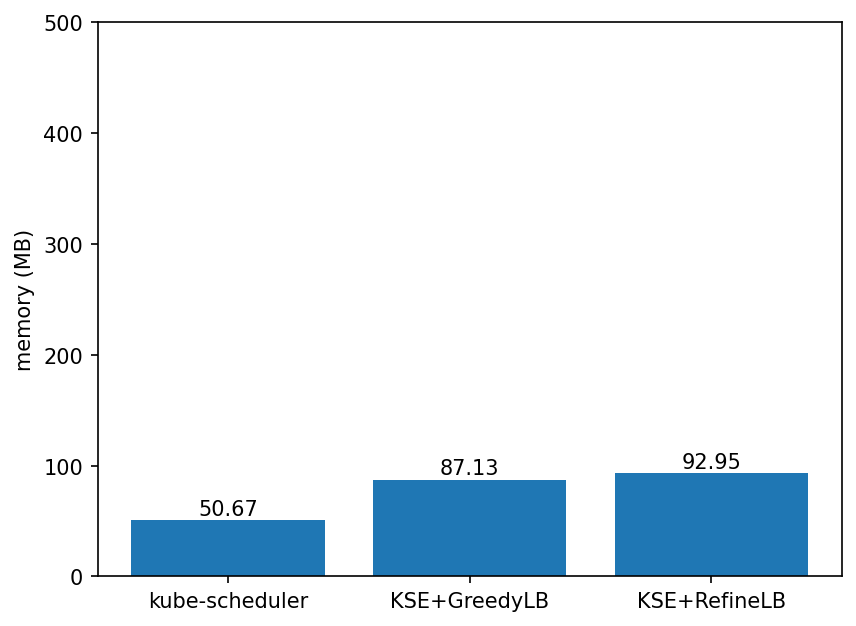 500
400
300
200
100
0
memory (MB)
50.67
87.13
92.95
kube-scheduler
KSE+GreedyLB
KSE+RefineLB